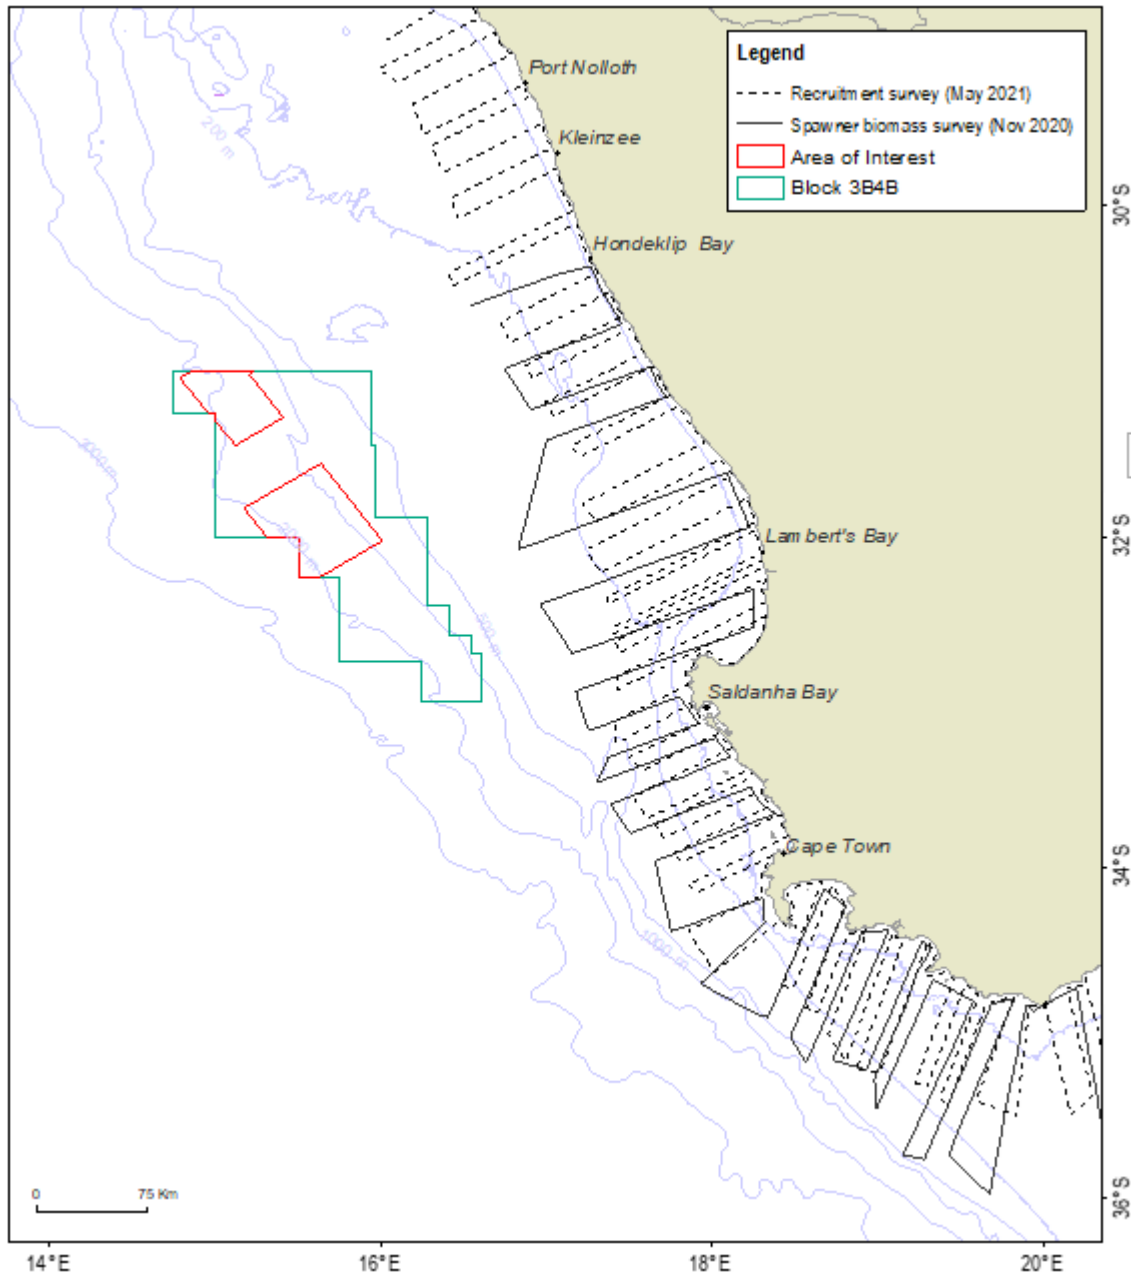 Legend
Recruitment survey (May 2021)
Spawner biomass survey (Nov 2020)
Area of Interest
Block 3B4B
Port Nolloth
Kleinzee
200 m
Hondeklip Bay
3000 m
Lambert's Bay
2000 m
500 m
Saldanha Bay
Cape Town
1000 m
30°S
32°S
34°S
36°S
0 75 Km
14°E 16°E 18°E 20°E